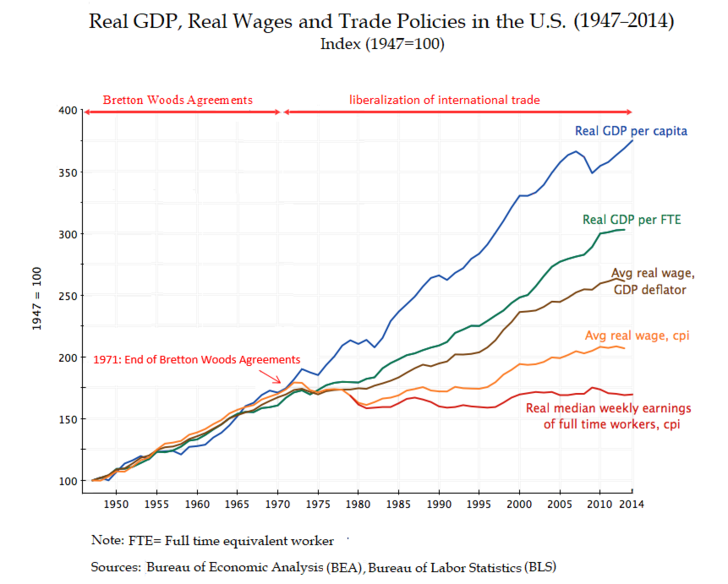 Real GDP, Real Wages and Trade Policies in the U.S. (1947–2014)
Index (1947=100)
Bretton Woods Agreements
liberalization of international trade
400
350
300
250
200
150
100
1947 = 100
Real GDP per capita
Real GDP per FTE
Avg real wage,
GDP deflator
Avg real wage, cpi
1971: End of Bretton Woods Agreements
Real median weekly earnings
of full time workers, cpi
1950 1955 1960 1965 1970 1975 1980 1985 1990 1995 2000 2005 2010 2014
Note: FTE= Full time equivalent worker
Sources: Bureau of Economic Analysis (BEA), Bureau of Labor Statistics (BLS)